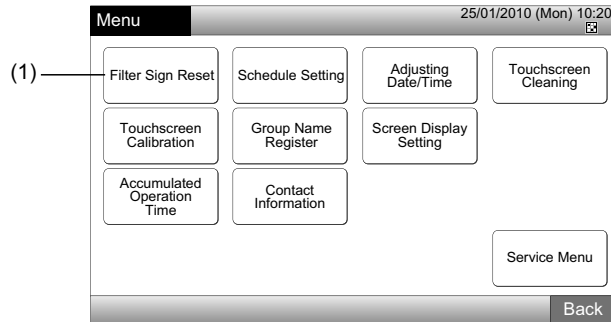 Menu
25/01/2010 (Mon) 10:20
(1)
Filter Sign Reset
Schedule Setting
Adjusting
Date/Time
Touchscreen
Cleaning
Touchscreen
Calibration
Group Name
Register
Screen Display
Setting
Accumulated
Operation
Time
Contact
Information
Service Menu
Back